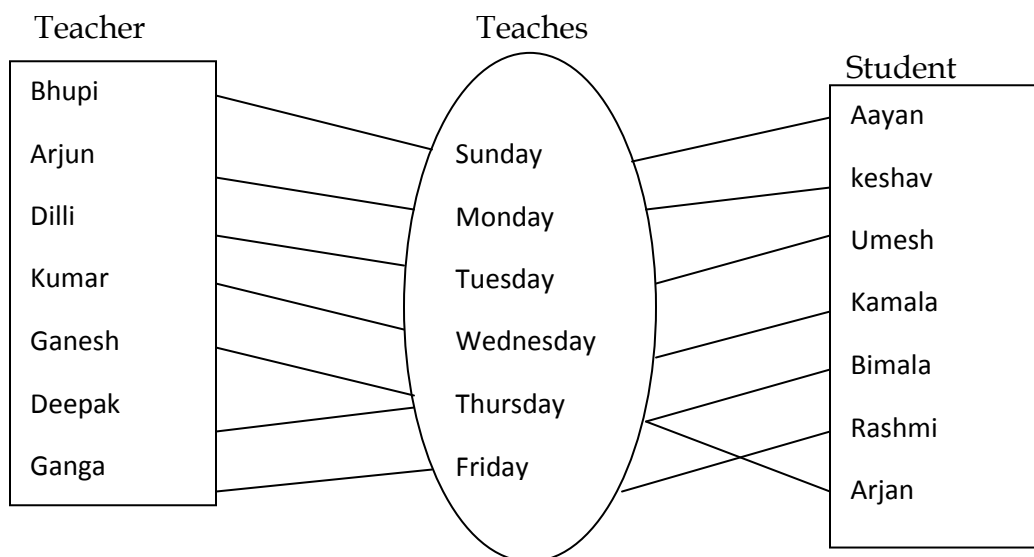 Teacher
Bhupi
Arjun
Dilli
Kumar
Ganesh
Deepak
Ganga
Teaches
Sunday
Monday
Tuesday
Wednesday
Thursday
Friday
Student
Aayan
keshav
Umesh
Kamala
Bimala
Rashmi
Arjan